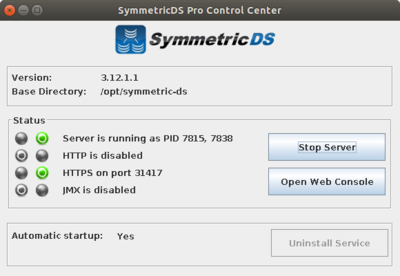 SymmetricDS Pro Control Center
SymmetricDS
Version: 3.12.1.1
Base Directory: /opt/symmetric-ds
Status
Server is running as PID 7815, 7838
HTTP is disabled
HTTPS on port 31417
JMX is disabled
Stop Server
Open Web Console
Automatic startup: Yes
Uninstall Service